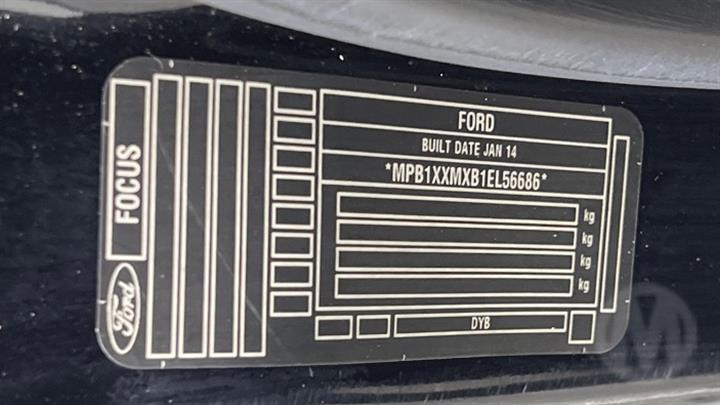 FORD
BUILT DATE JAN 14
*MPB1XXMXB1EL56686*
kg
kg
kg
kg
DYB
FOCUS
Ford
M